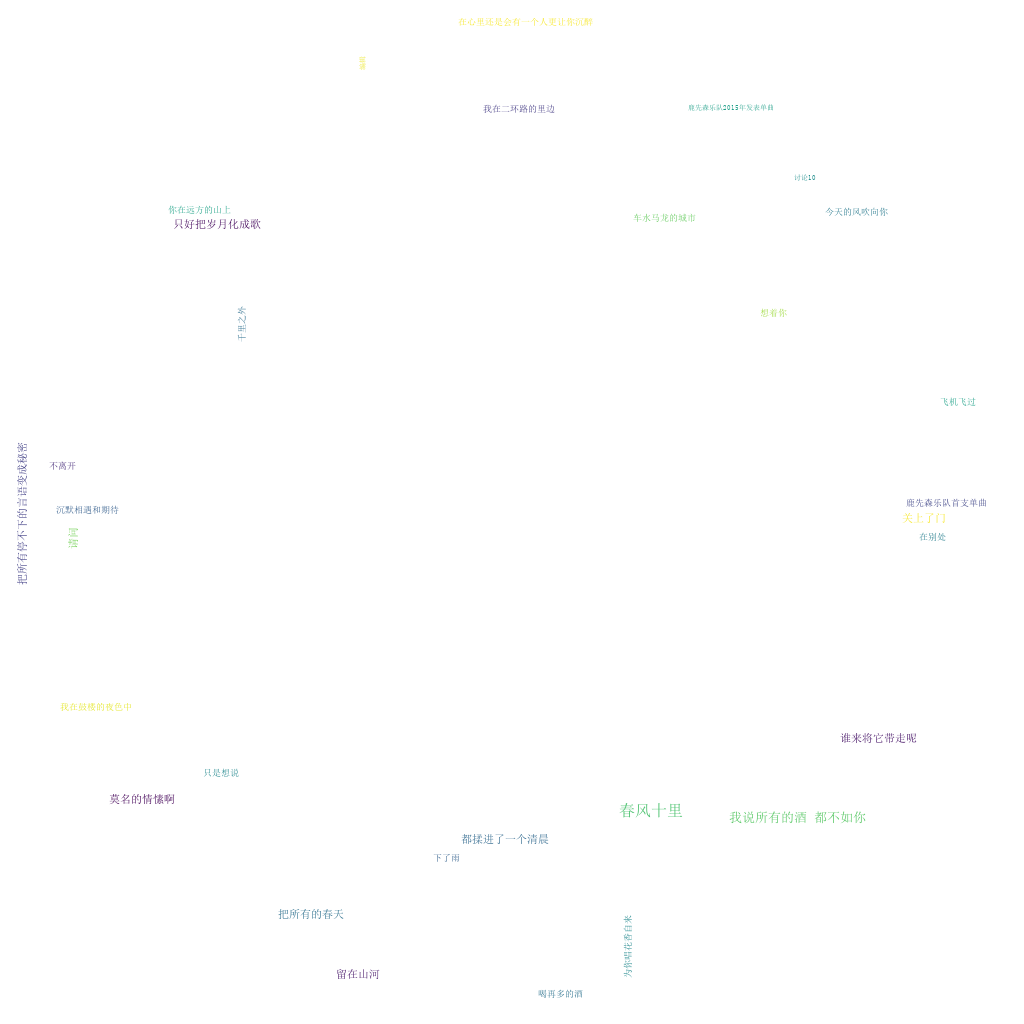 在心里还是会有一个人更让你沉醉
我在二环路的里边
鹿先森乐队2015年发表单曲
讨论10
你在远方的山上
今天的风吹向你
车水马龙的城市
只好把岁月化成歌
千里之外
想着你
飞机飞过
把所有停不下的言语变成秘密
不离开
鹿先森乐队首支单曲
沉默相遇和期待
关上了门
请问
在别处
我在鼓楼的夜色中
谁来将它带走呢
只是想说
莫名的情愫啊
春风十里
我说所有的酒 都不如你
都揉进了一个清晨
下了雨
把所有的春天
为你唱花香自来
留在山河
喝再多的酒